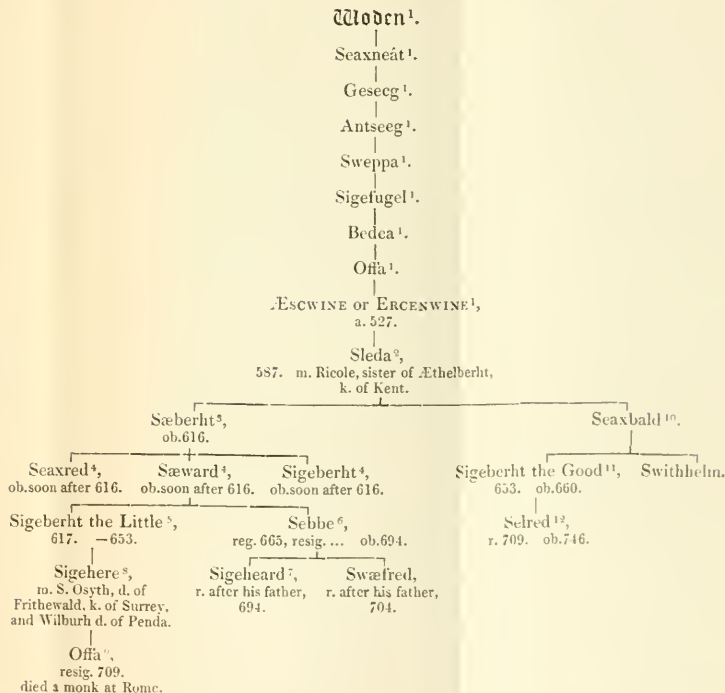 Woden¹.
Seaxneát¹.
Gesecg¹.
Antseeg¹.
Sweppa¹.
Sigefugel¹.
Bedca¹.
Offa¹.
ÆSCWINE or ERCENWINE¹,
a. 527.
Sleda²,
587. m. Ricole, sister of Æthelberht,
k. of Kent.
Sæberht³, Seaxbald¹⁰.
ob.616.
Seaxred⁴, Sæward⁴, Sigeberht⁴, Sigeberht the Good¹¹, Swithhelm.
ob.soon after 616. ob.soon after 616. ob.soon after 616. 653. ob.660.
Sigeberht the Little⁵, Sebbe⁶, Selred¹²,
617. —653. reg. 665, resig. ... ob.694. r. 709. ob.746.
Sigehere⁸, Sigeheard⁷, Swæfred,
m. S. Osyth, d. of r. after his father, r. after his father,
Frithewald, k. of Surrey, 694. 704.
and Wilburh d. of Penda.
Offa⁹,
resig. 709.
died a monk at Rome.